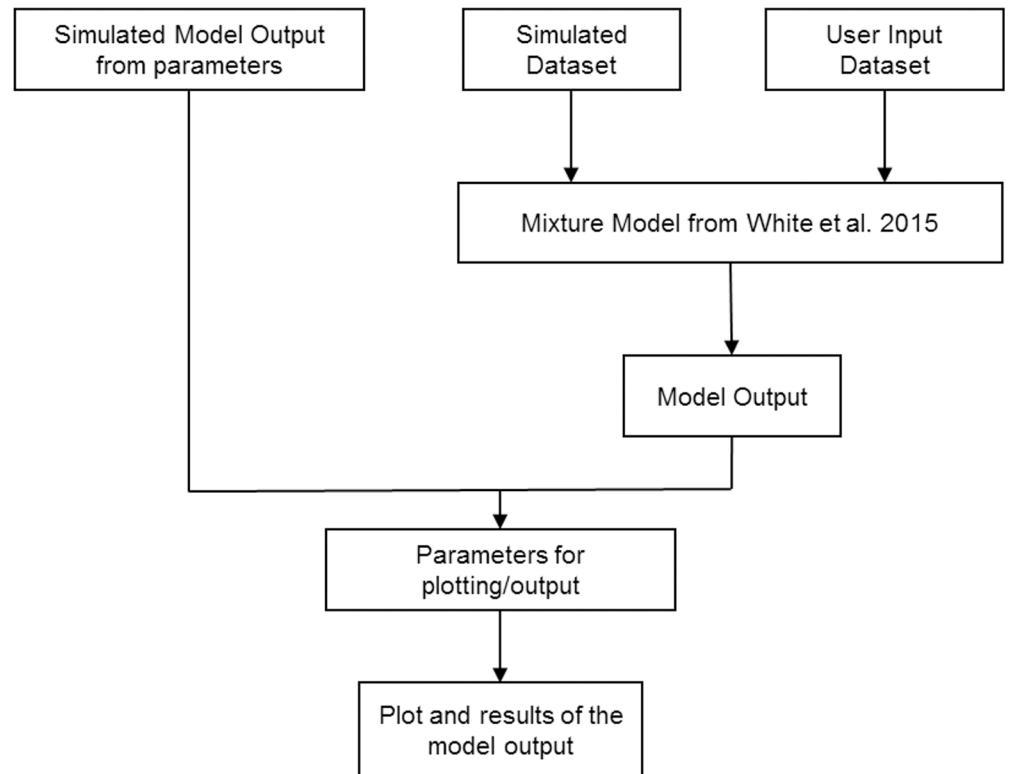 Simulated Model Output
from parameters
Simulated
Dataset
User Input
Dataset
Mixture Model from White et al. 2015
Model Output
Parameters for
plotting/output
Plot and results of the
model output